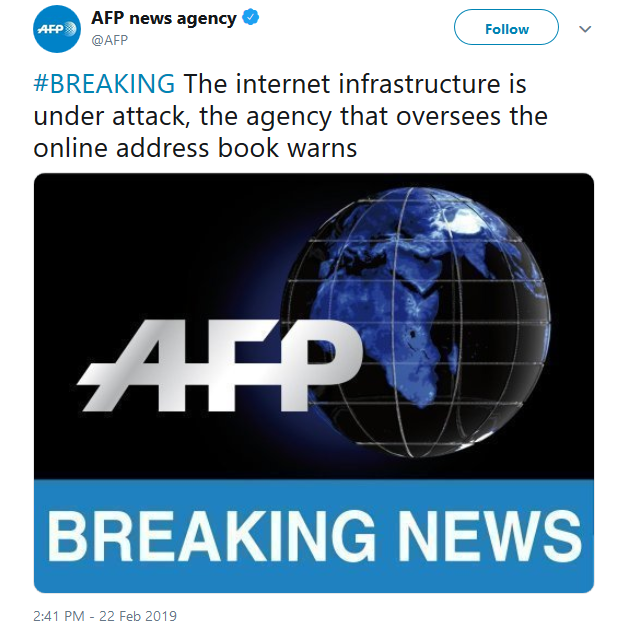 AFP
AFP news agency
@AFP
Follow
#BREAKING The internet infrastructure is
under attack, the agency that oversees the
online address book warns
AFP
BREAKING NEWS
2:41 PM - 22 Feb 2019